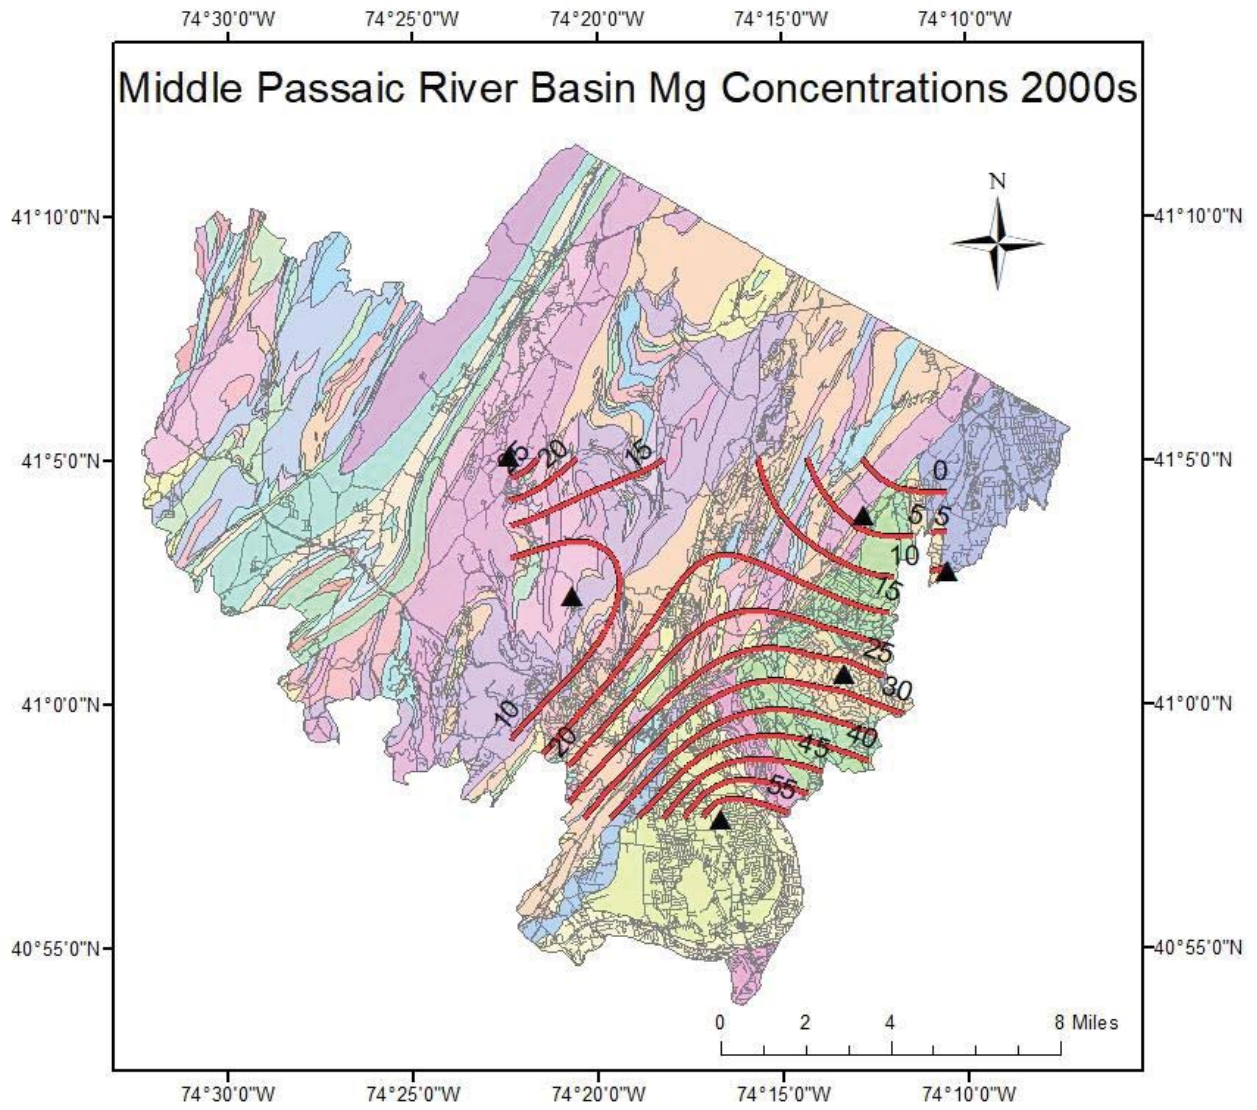 74°30'0"W 74°25'0"W 74°20'0"W 74°15'0"W 74°10'0"W
Middle Passaic River Basin Mg Concentrations 2000s
N
41°10'0"N 41°10'0"N
41°5'0"N 25 20 15 0 41°5'0"N
5 5
10
15
25
30
41°0'0"N 10 20 40 41°0'0"N
45
55
40°55'0"N 40°55'0"N
0 2 4 8 Miles
74°30'0"W 74°25'0"W 74°20'0"W 74°15'0"W 74°10'0"W